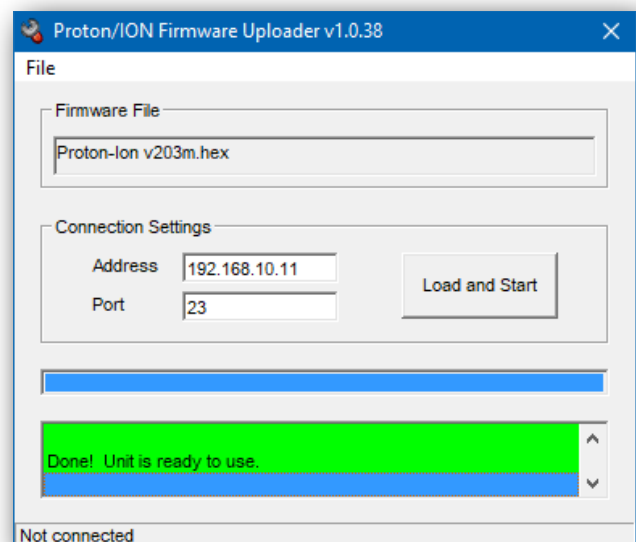 Proton/ION Firmware Uploader v1.0.38
File
Firmware File
Proton-Ion v203m.hex
Connection Settings
Address 192.168.10.11
Load and Start
Port 23
Done! Unit is ready to use.
Not connected